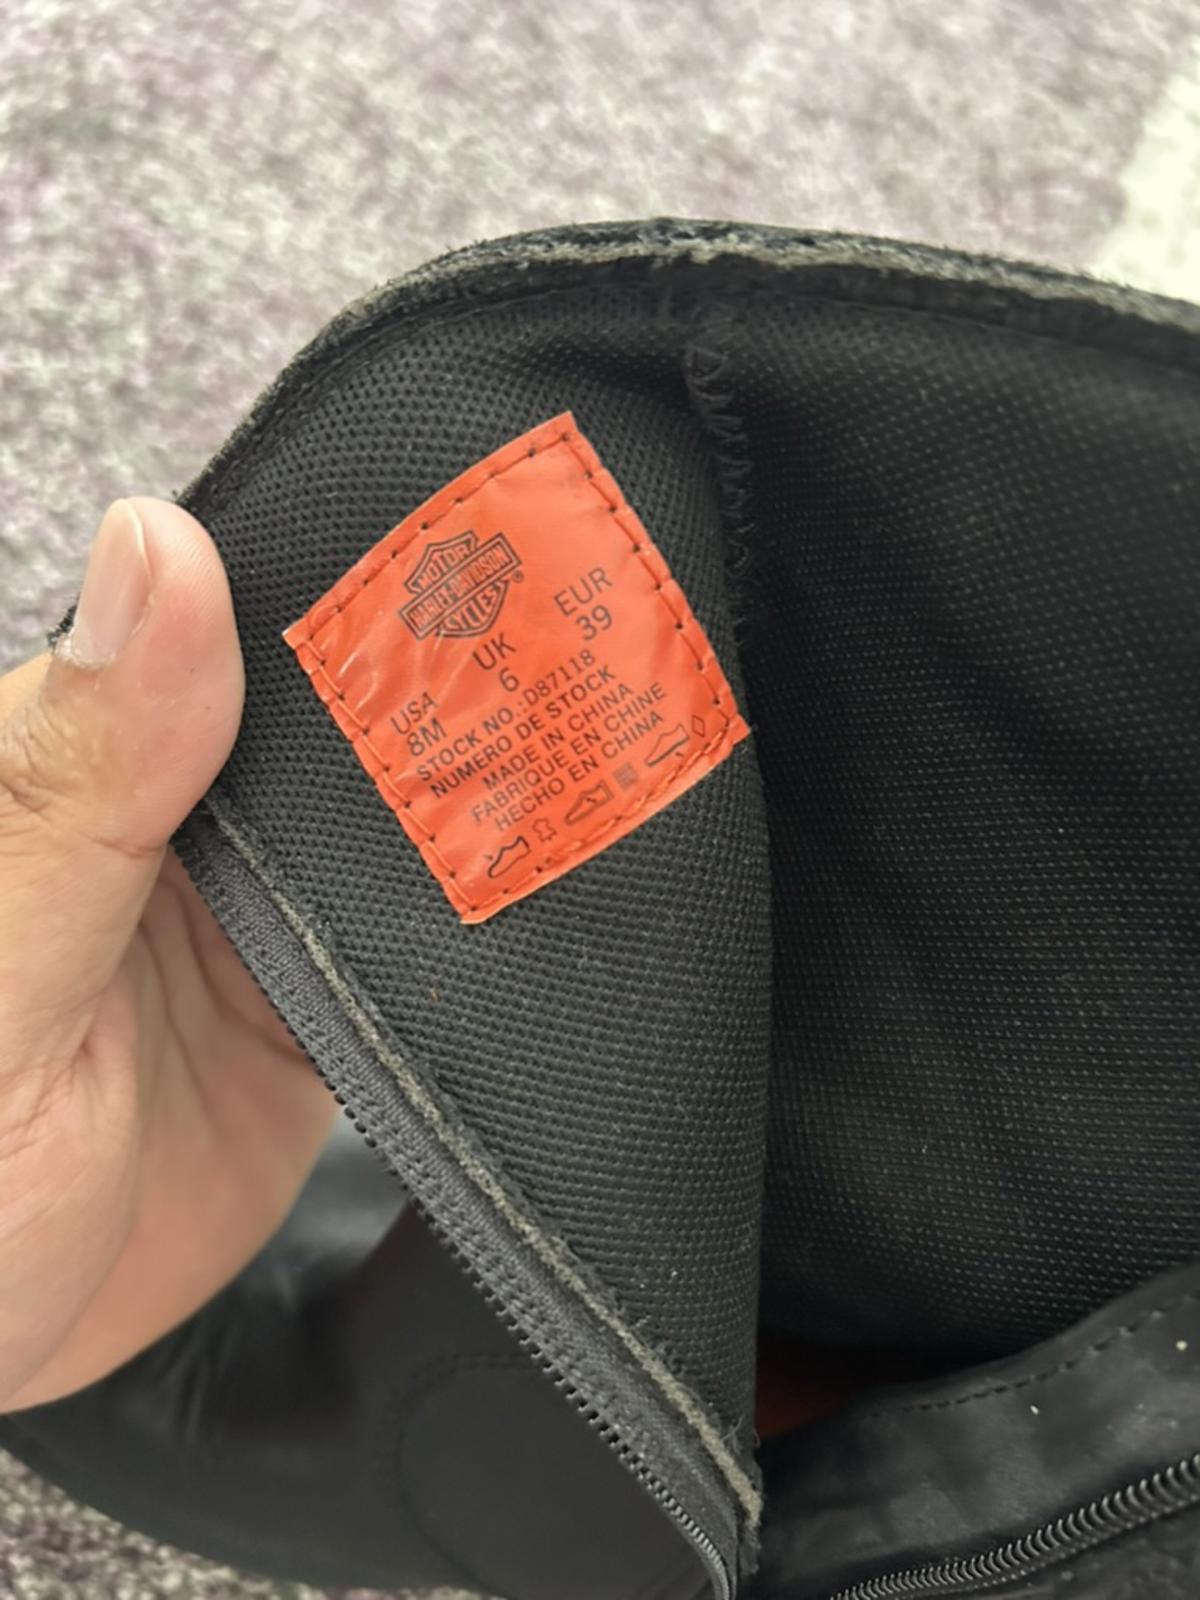 MOTOR
HARLEY-DAVIDSON
CYCLES®
USA UK EUR
8M 6 39
STOCK NO.:D87118
NUMERO DE STOCK
MADE IN CHINA
FABRIQUE EN CHINE
HECHO EN CHINA